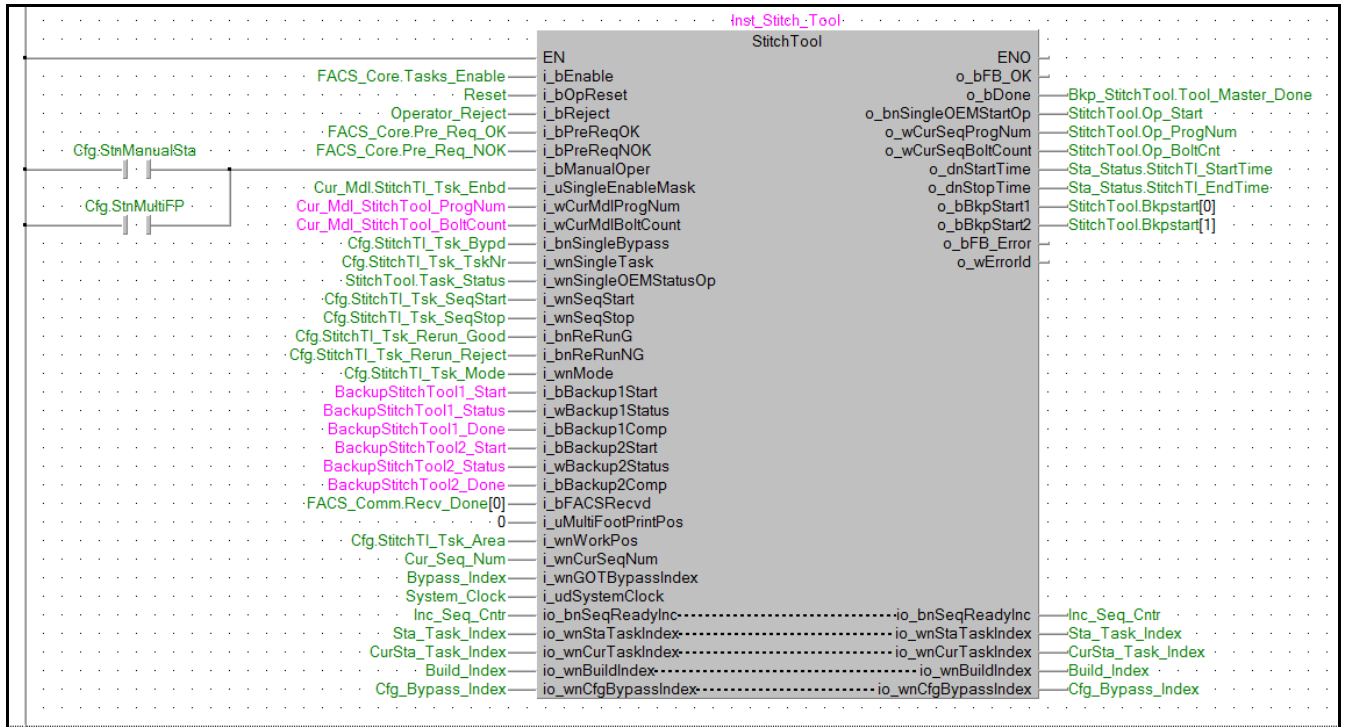 Inst_Stitch_Tool
StitchTool
EN ENO
FACS_Core.Tasks_Enable i_bEnable o_bFB_OK
Reset i_bOpReset o_bDone Bkp_StitchTool.Tool_Master_Done
Operator_Reject i_bReject o_bnSingleOEMStartOp StitchTool.Op_Start
FACS_Core.Pre_Req_OK i_bPreReqOK o_wCurSeqProgNum StitchTool.Op_ProgNum
Cfg.StnManualSta FACS_Core.Pre_Req_NOK i_bPreReqNOK o_wCurSeqBoltCount StitchTool.Op_BoltCnt
i_bManualOper o_dnStartTime Sta_Status.StitchTl_StartTime
Cur_Mdl.StitchTl_Tsk_Enbd i_uSingleEnableMask o_dnStopTime Sta_Status.StitchTl_EndTime
Cfg.StnMultiFP Cur_Mdl_StitchTool_ProgNum i_wCurMdlProgNum o_bBkpStart1 StitchTool.Bkpstart[0]
Cur_Mdl_StitchTool_BoltCount i_wCurMdlBoltCount o_bBkpStart2 StitchTool.Bkpstart[1]
Cfg.StitchTl_Tsk_Bypd i_bnSingleBypass o_bFB_Error
Cfg.StitchTl_Tsk_TskNr i_wnSingleTask o_wErrorId
StitchTool.Task_Status i_wnSingleOEMStatusOp
Cfg.StitchTl_Tsk_SeqStart i_wnSeqStart
Cfg.StitchTl_Tsk_SeqStop i_wnSeqStop
Cfg.StitchTl_Tsk_Rerun_Good i_bnReRunG
Cfg.StitchTl_Tsk_Rerun_Reject i_bnReRunNG
Cfg.StitchTl_Tsk_Mode i_wnMode
BackupStitchTool1_Start i_bBackup1Start
BackupStitchTool1_Status i_wBackup1Status
BackupStitchTool1_Done i_bBackup1Comp
BackupStitchTool2_Start i_bBackup2Start
BackupStitchTool2_Status i_wBackup2Status
BackupStitchTool2_Done i_bBackup2Comp
FACS_Comm.Recv_Done[0] i_bFACSRecvd
0 i_uMultiFootPrintPos
Cfg.StitchTl_Tsk_Area i_wnWorkPos
Cur_Seq_Num i_wnCurSeqNum
Bypass_Index i_wnGOTBypassIndex
System_Clock i_udSystemClock
Inc_Seq_Cntr io_bnSeqReadyInc io_bnSeqReadyInc Inc_Seq_Cntr
Sta_Task_Index io_wnStaTaskIndex io_wnStaTaskIndex Sta_Task_Index
CurSta_Task_Index io_wnCurTaskIndex io_wnCurTaskIndex CurSta_Task_Index
Build_Index io_wnBuildIndex io_wnBuildIndex Build_Index
Cfg_Bypass_Index io_wnCfgBypassIndex io_wnCfgBypassIndex Cfg_Bypass_Index